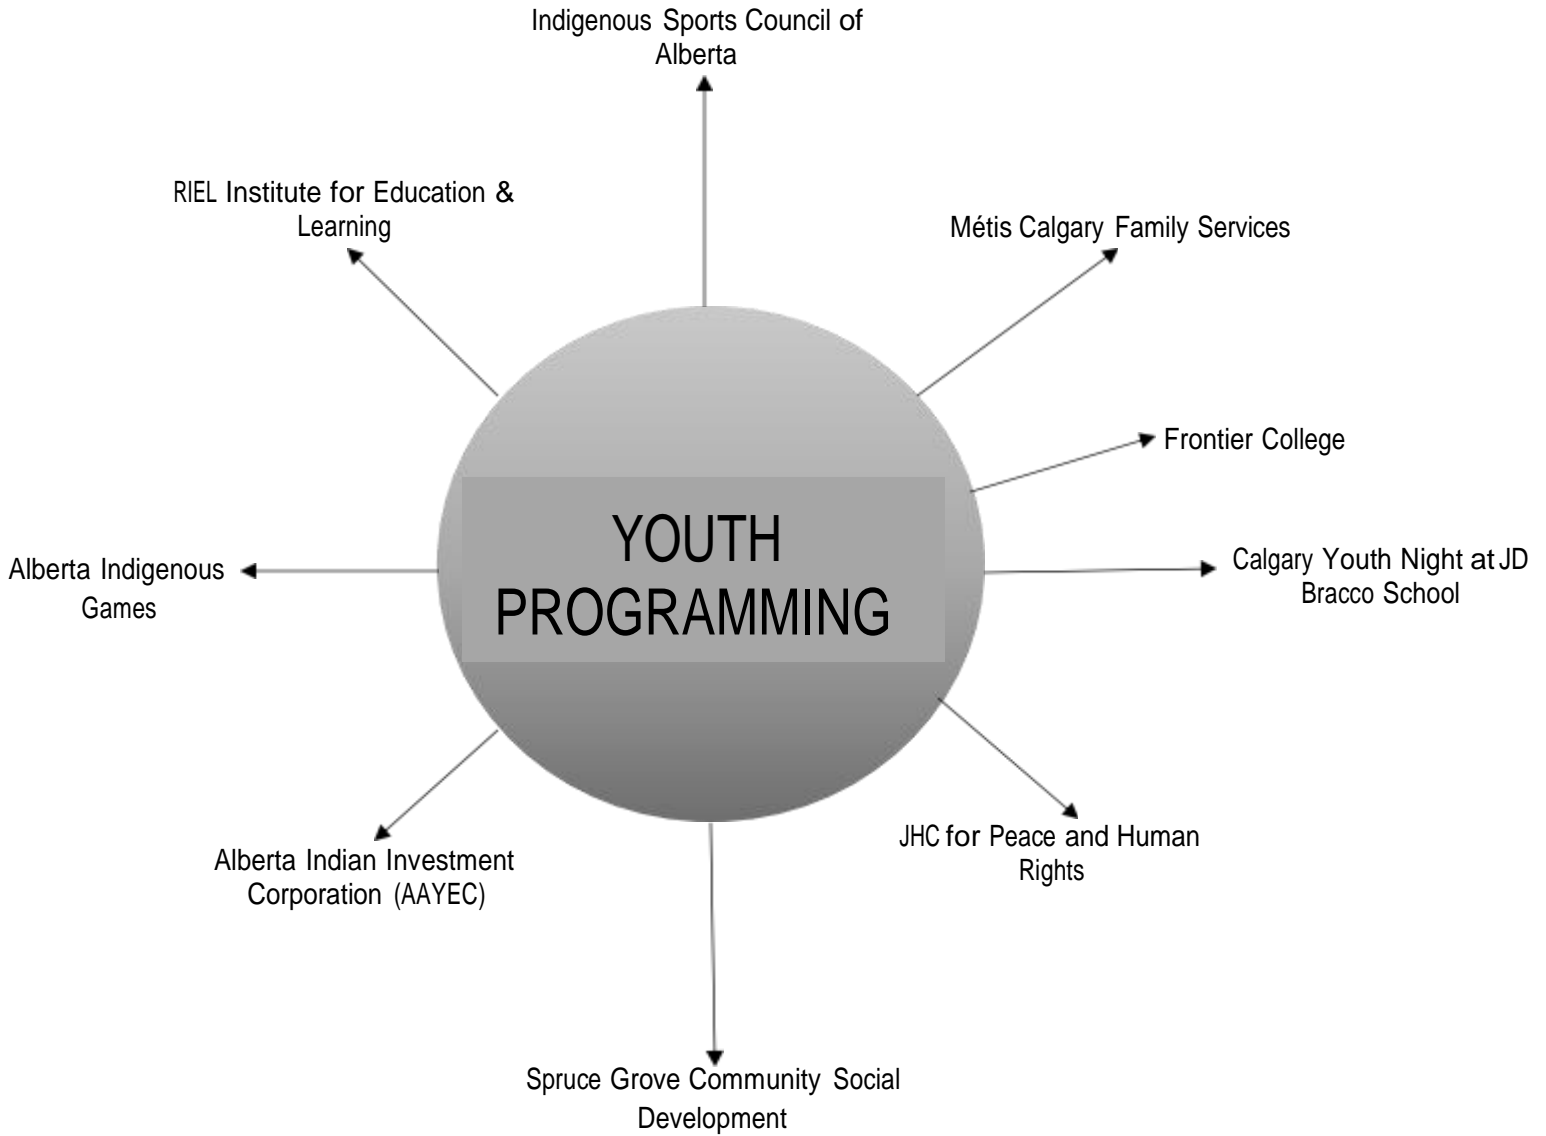 Indigenous Sports Council of
Alberta
RIEL Institute for Education &
Learning
Métis Calgary Family Services
Frontier College
YOUTH
PROGRAMMING
Alberta Indigenous
Games
Calgary Youth Night at JD
Bracco School
JHC for Peace and Human
Rights
Alberta Indian Investment
Corporation (AAYEC)
Spruce Grove Community Social
Development